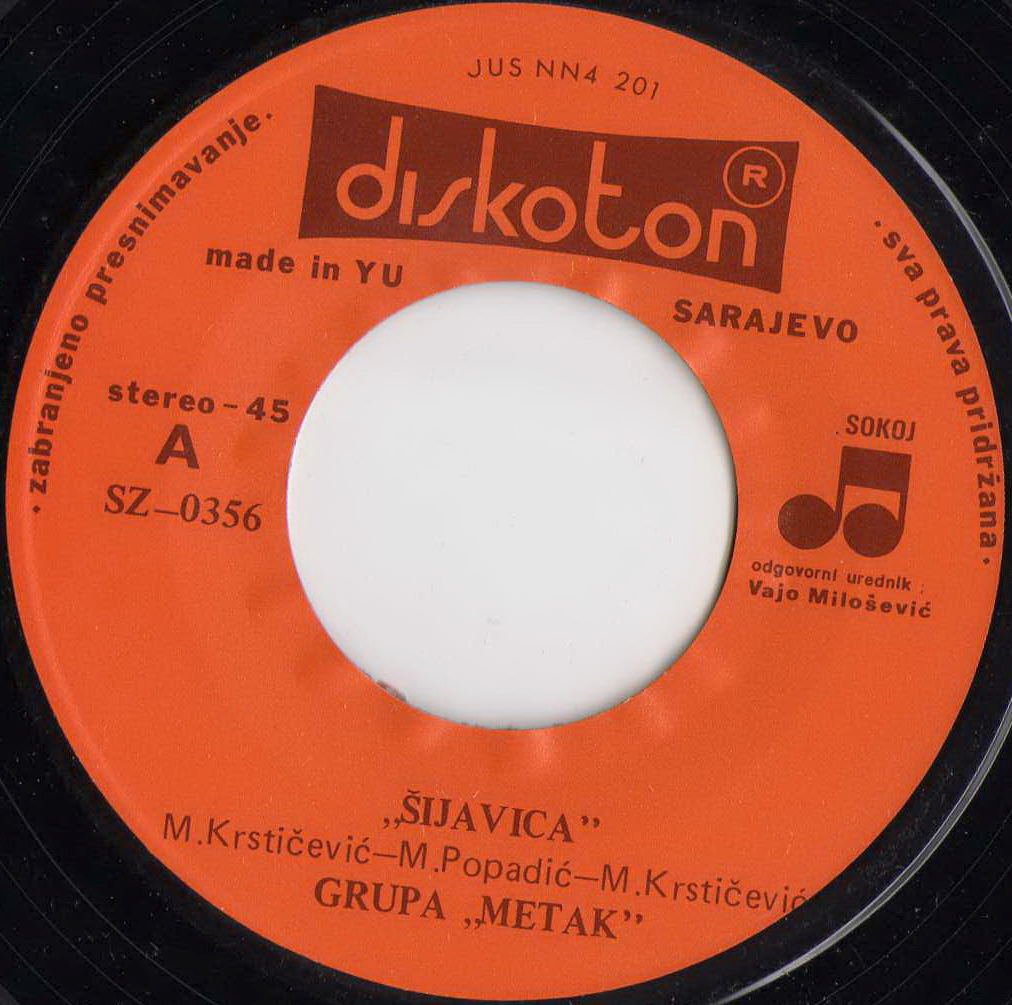 JUS NN4 201
diskoton ®
made in YU
SARAJEVO
· zabranjeno presnimavanje.
· sva prava pridržana ·
stereo - 45
A
SZ-0356
. SOKOJ
odgovorni urednik :
Vajo Milošević
„ŠIJAVICA”
M.Krstičević-M.Popadić-M.Krstičević
GRUPA „METAK”